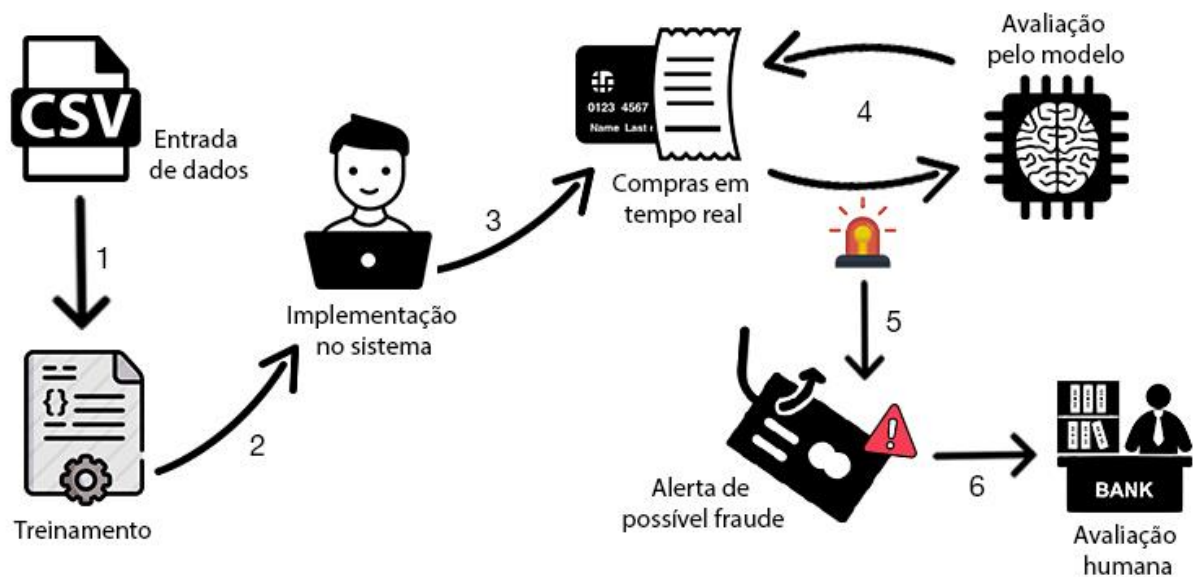 CSV
Entrada
de dados
1
Treinamento
2
Implementação
no sistema
3
0123 4567
Name Last
Compras em
tempo real
4
Avaliação
pelo modelo
5
Alerta de
possível fraude
6
BANK
Avaliação
humana